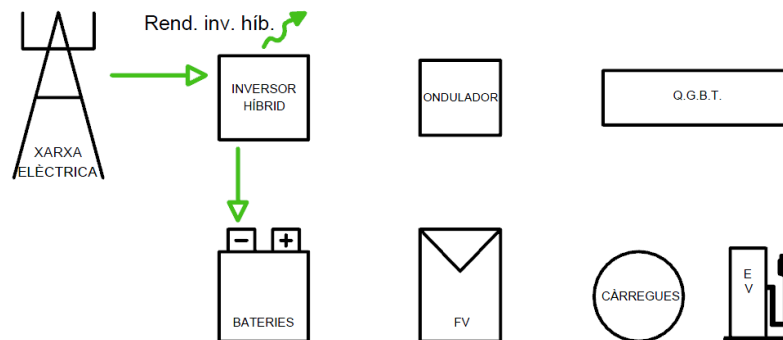 Rend. inv. híb.
INVERSOR
HÍBRID
ONDULADOR
Q.G.B.T.
XARXA
ELÈCTRICA
BATERIES
FV
CÀRREGUES
E
V